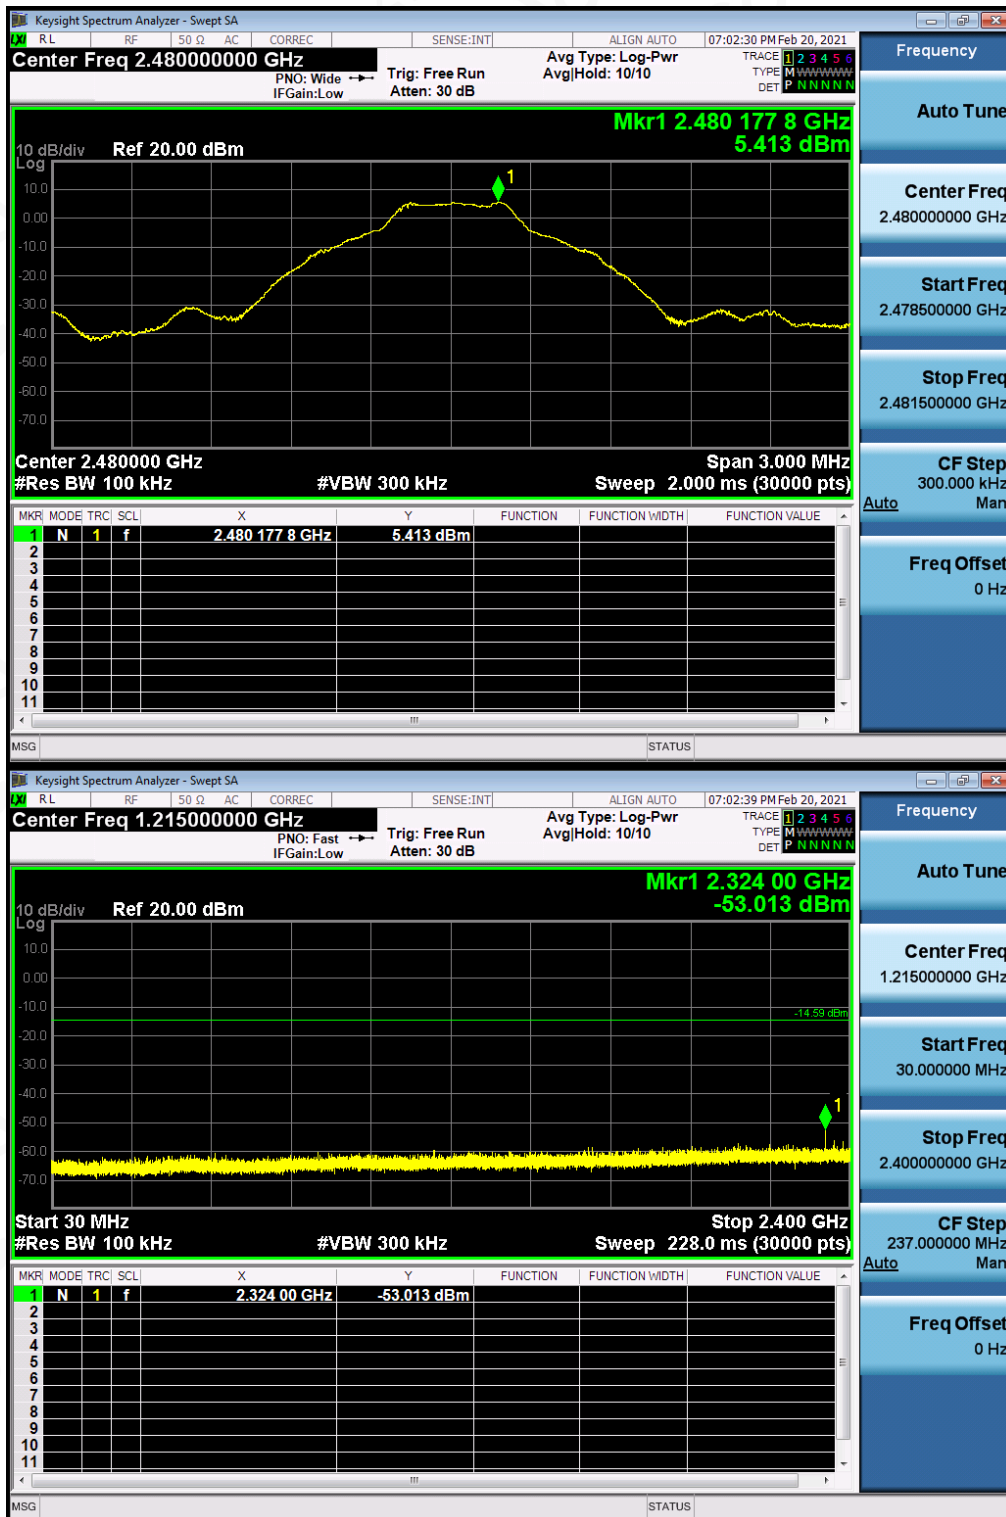 Keysight Spectrum Analyzer - Swept SA
LXI RL RF 50 Ω AC CORREC SENSE:INT ALIGN AUTO 07:02:30 PM Feb 20, 2021
Center Freq 2.480000000 GHz
PNO: Wide
IFGain:Low
Trig: Free Run
Atten: 30 dB
Avg Type: Log-Pwr
Avg|Hold: 10/10
TRACE 1 2 3 4 5 6
TYPE M WWWWW
DET P N N N N N
Mkr1 2.480 177 8 GHz
5.413 dBm
10 dB/div Ref 20.00 dBm
Log
10.0
0.00
-10.0
-20.0
-30.0
-40.0
-50.0
-60.0
-70.0
1
Center 2.480000 GHz Span 3.000 MHz
#Res BW 100 kHz #VBW 300 kHz Sweep 2.000 ms (30000 pts)
MKR MODE TRC SCL X Y FUNCTION FUNCTION WIDTH FUNCTION VALUE
1 N 1 f 2.480 177 8 GHz 5.413 dBm
2
3
4
5
6
7
8
9
10
11
MSG STATUS
Frequency
Auto Tune
Center Freq
2.480000000 GHz
Start Freq
2.478500000 GHz
Stop Freq
2.481500000 GHz
CF Step
300.000 kHz
Auto Man
Freq Offset
0 Hz
Keysight Spectrum Analyzer - Swept SA
LXI RL RF 50 Ω AC CORREC SENSE:INT ALIGN AUTO 07:02:39 PM Feb 20, 2021
Center Freq 1.215000000 GHz
PNO: Fast
IFGain:Low
Trig: Free Run
Atten: 30 dB
Avg Type: Log-Pwr
Avg|Hold: 10/10
TRACE 1 2 3 4 5 6
TYPE M WWWWW
DET P N N N N N
Mkr1 2.324 00 GHz
-53.013 dBm
10 dB/div Ref 20.00 dBm
Log
10.0
0.00
-10.0
-14.59 dBm
-20.0
-30.0
-40.0
-50.0
-60.0
-70.0
1
Start 30 MHz Stop 2.400 GHz
#Res BW 100 kHz #VBW 300 kHz Sweep 228.0 ms (30000 pts)
MKR MODE TRC SCL X Y FUNCTION FUNCTION WIDTH FUNCTION VALUE
1 N 1 f 2.324 00 GHz -53.013 dBm
2
3
4
5
6
7
8
9
10
11
MSG STATUS
Frequency
Auto Tune
Center Freq
1.215000000 GHz
Start Freq
30.000000 MHz
Stop Freq
2.400000000 GHz
CF Step
237.000000 MHz
Auto Man
Freq Offset
0 Hz